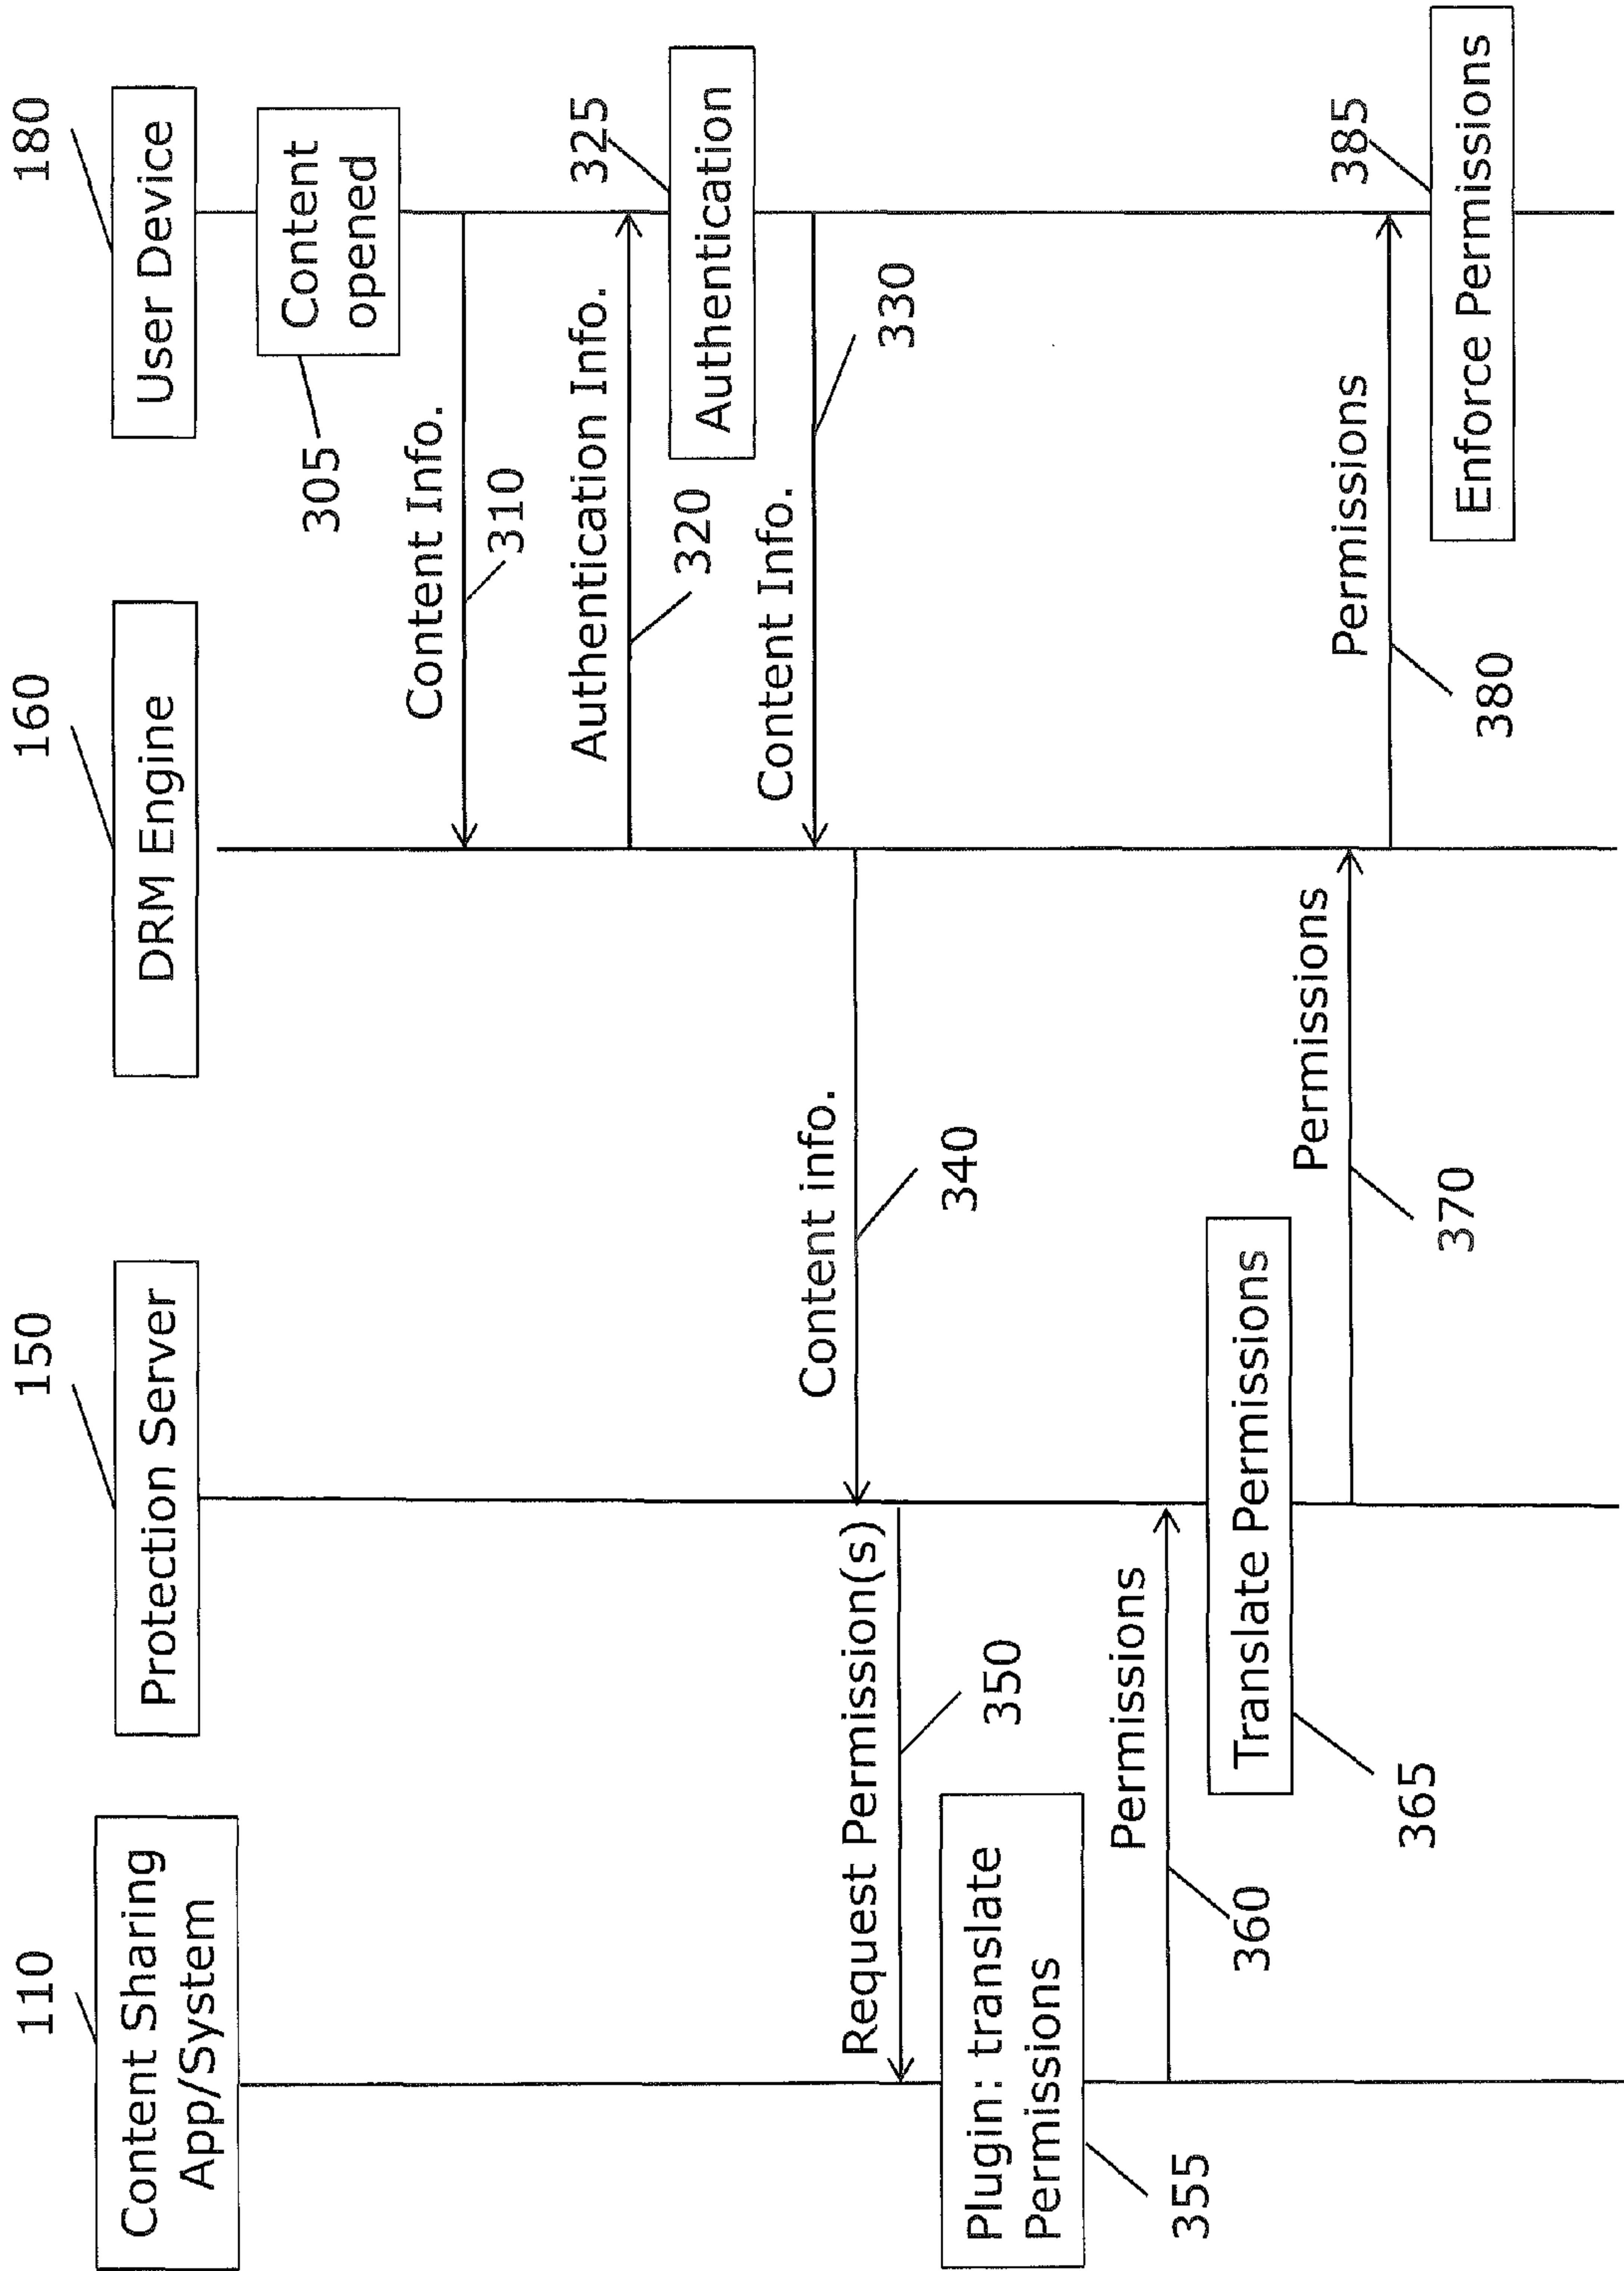 110
150
160
180
Content Sharing
App/System
Protection Server
DRM Engine
User Device
Content
opened
305
Content Info.
310
Authentication Info.
320
325
Authentication
Content Info.
330
Content info.
340
Request Permission(s)
350
Plugin: translate
Permissions
355
Permissions
360
Translate Permissions
365
Permissions
370
Permissions
380
385
Enforce Permissions